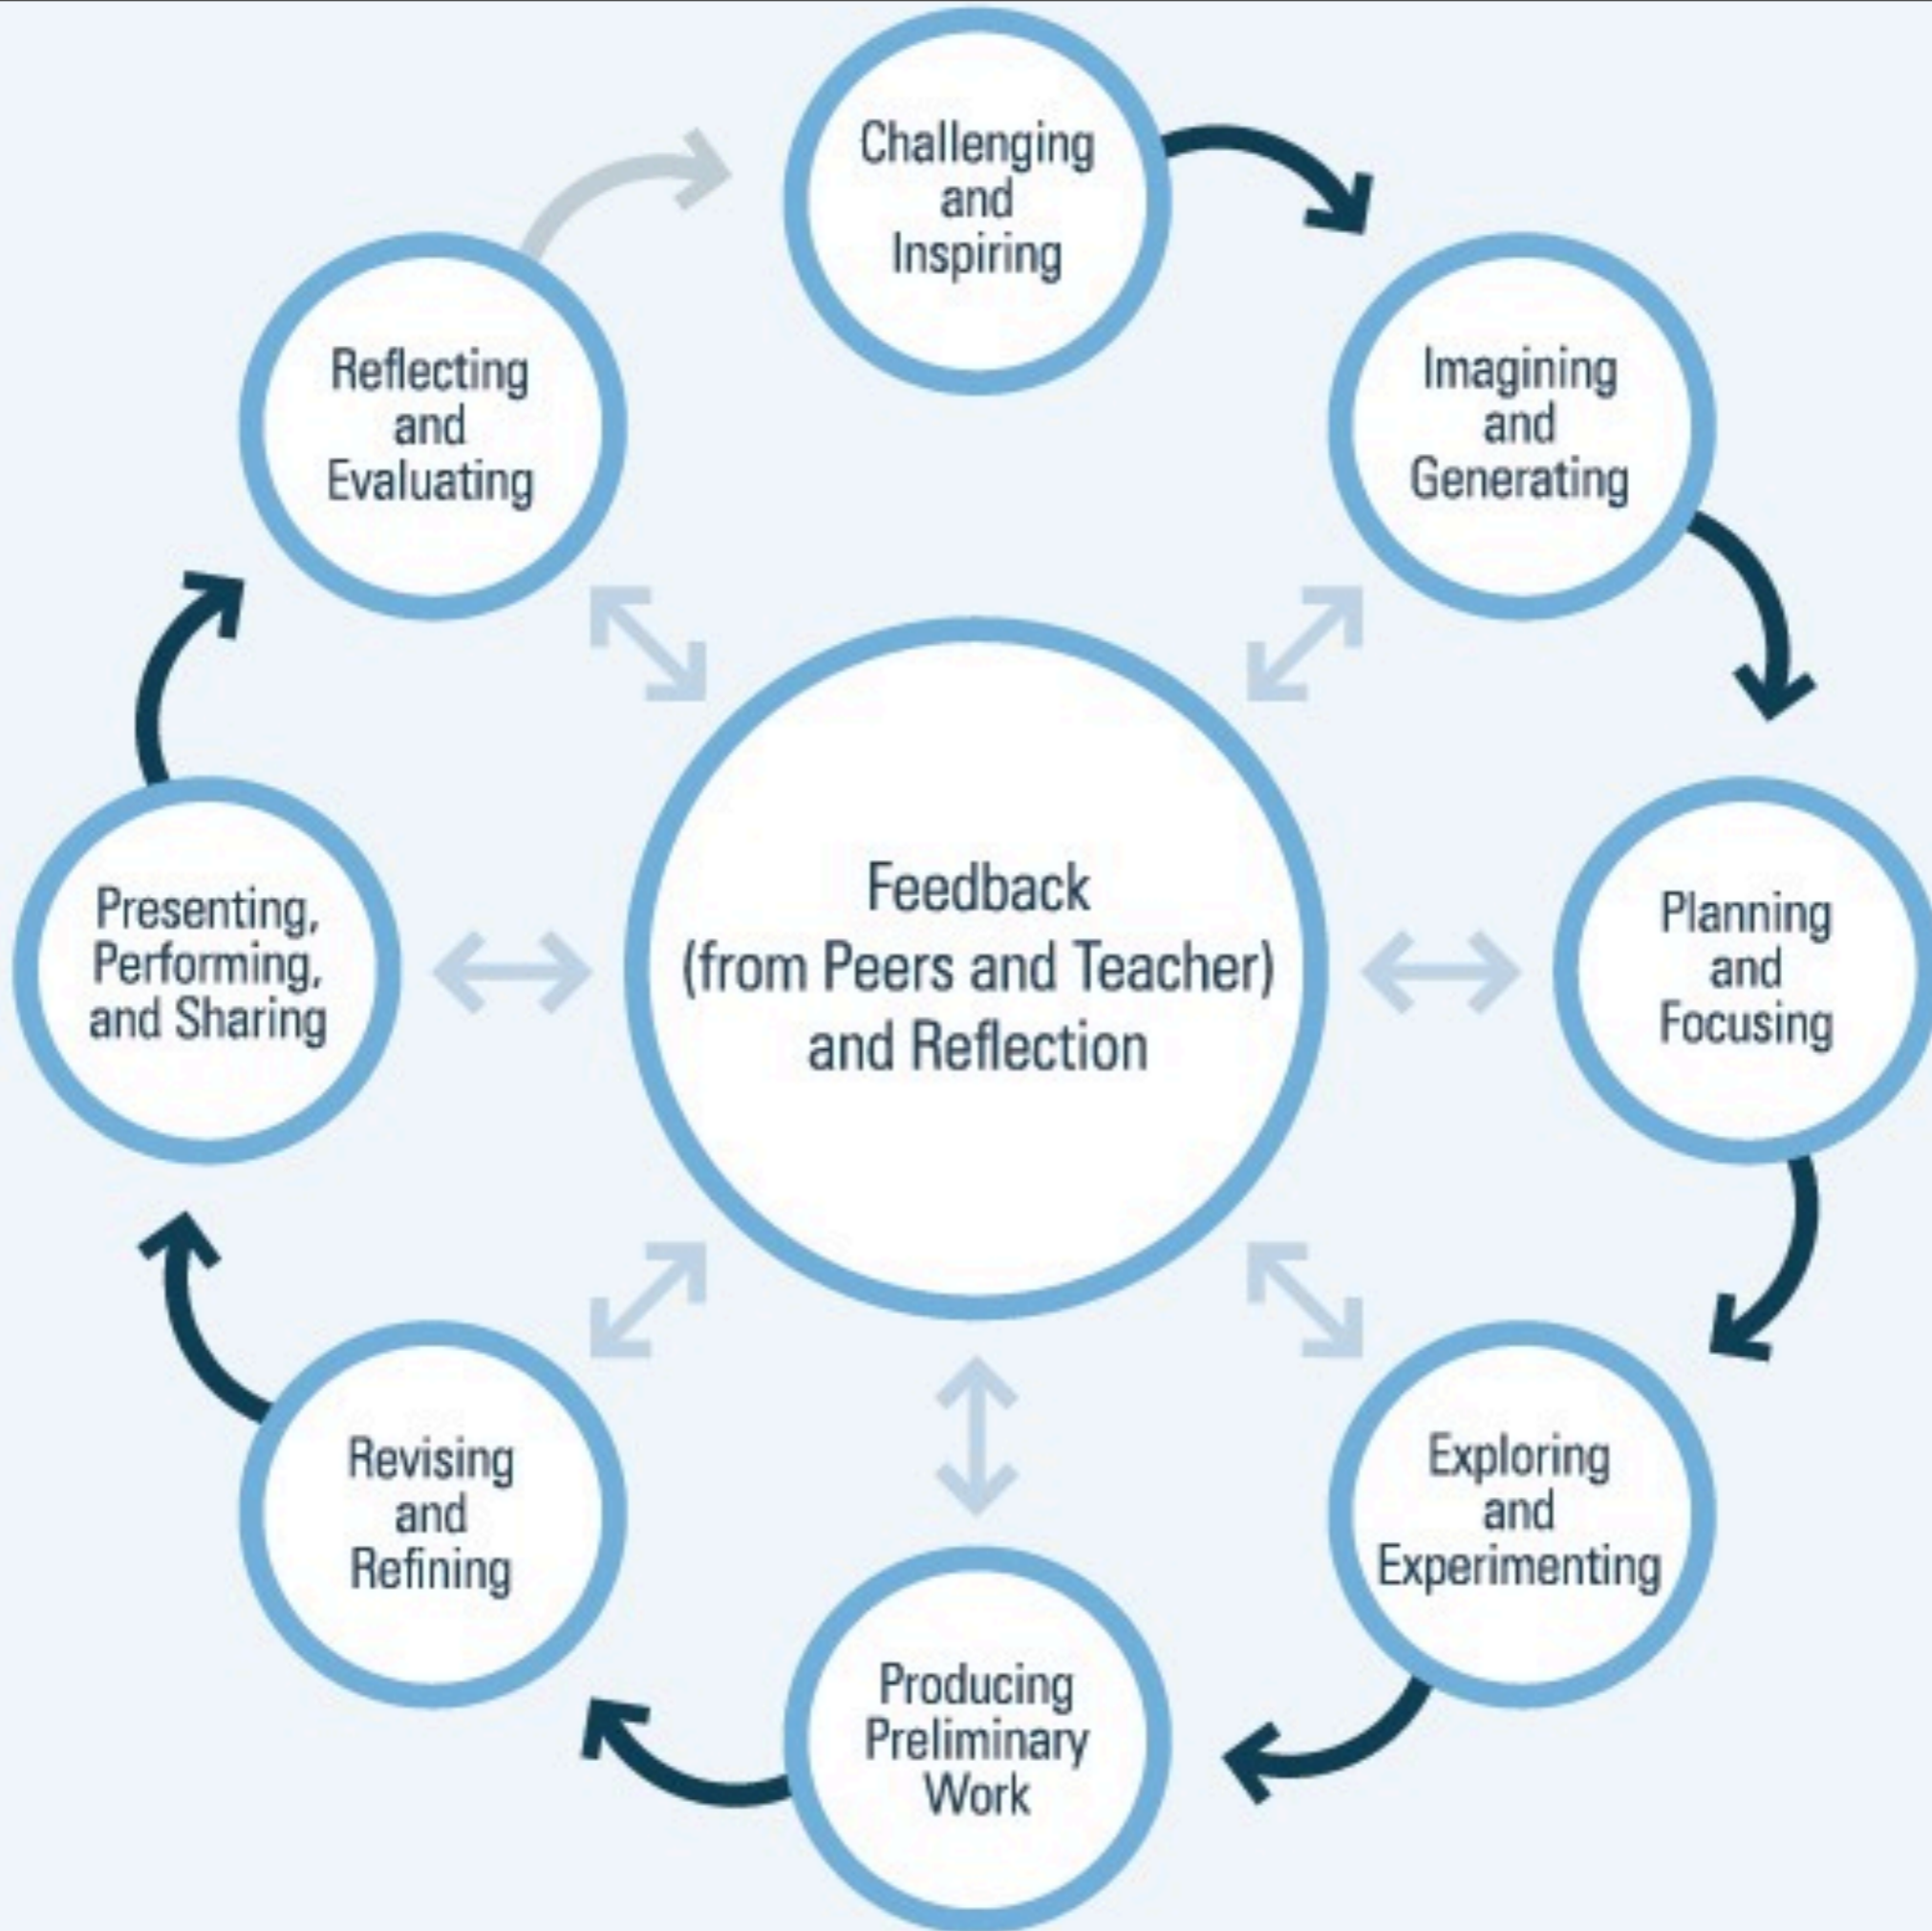 Challenging
and
Inspiring
Imagining
and
Generating
Planning
and
Focusing
Exploring
and
Experimenting
Producing
Preliminary
Work
Revising
and
Refining
Presenting,
Performing,
and Sharing
Reflecting
and
Evaluating
Feedback
(from Peers and Teacher)
and Reflection